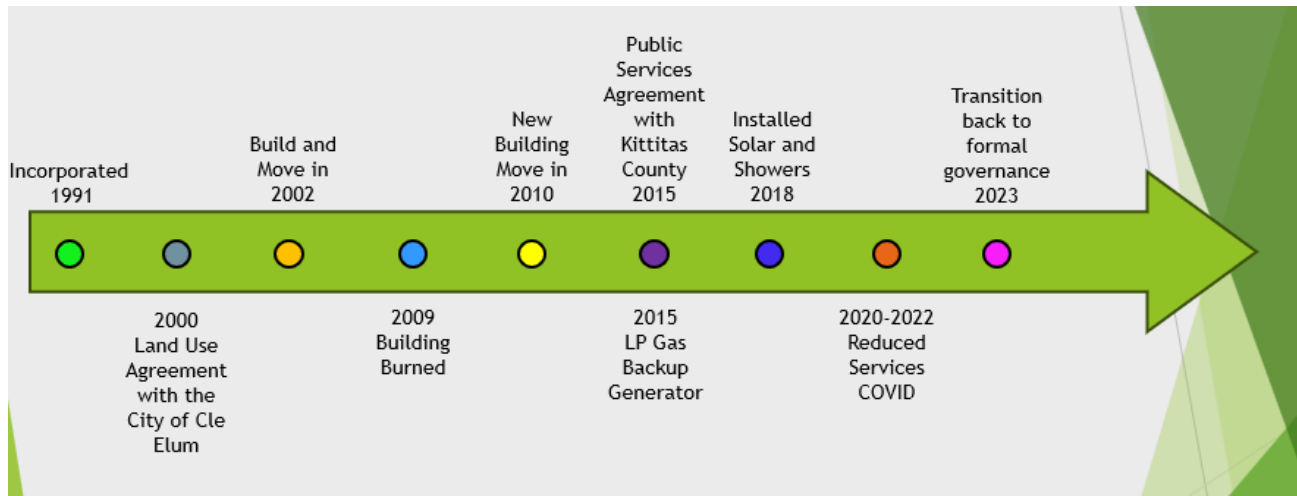 Incorporated
1991
2000
Land Use
Agreement
with the
City of Cle
Elum
Build and
Move in
2002
2009
Building
Burned
New
Building
Move in
2010
Public
Services
Agreement
with
Kittitas
County
2015
2015
LP Gas
Backup
Generator
Installed
Solar and
Showers
2018
2020-2022
Reduced
Services
COVID
Transition
back to
formal
governance
2023